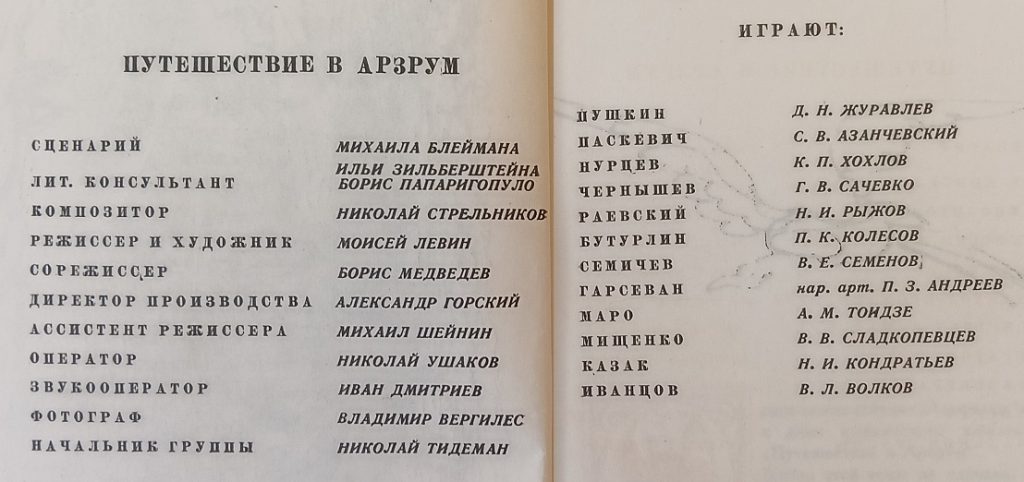 ПУТЕШЕСТВИЕ В АРЗРУМ
СЦЕНАРИЙ МИХАИЛА БЛЕЙМАНА
ИЛЬИ ЗИЛЬБЕРШТЕЙНА
ЛИТ. КОНСУЛЬТАНТ БОРИС ПАПАРИГОПУЛО
КОМПОЗИТОР НИКОЛАЙ СТРЕЛЬНИКОВ
РЕЖИССЕР И ХУДОЖНИК МОИСЕЙ ЛЕВИН
СОРЕЖИССЕР БОРИС МЕДВЕДЕВ
ДИРЕКТОР ПРОИЗВОДСТВА АЛЕКСАНДР ГОРСКИЙ
АССИСТЕНТ РЕЖИССЕРА МИХАИЛ ШЕЙНИН
ОПЕРАТОР НИКОЛАЙ УШАКОВ
ЗВУКООПЕРАТОР ИВАН ДМИТРИЕВ
ФОТОГРАФ ВЛАДИМИР ВЕРГИЛЕС
НАЧАЛЬНИК ГРУППЫ НИКОЛАЙ ТИДЕМАН
ИГРАЮТ:
ПУШКИН Д. Н. ЖУРАВЛЕВ
ПАСКЕВИЧ С. В. АЗАНЧЕВСКИЙ
НУРЦЕВ К. П. ХОХЛОВ
ЧЕРНЫШЕВ Г. В. САЧЕВКО
РАЕВСКИЙ Н. И. РЫЖОВ
БУТУРЛИН П. К. КОЛЕСОВ
СЕМИЧЕВ В. Е. СЕМЕНОВ
ГАРСЕВАН нар. арт. П. З. АНДРЕЕВ
МАРО А. М. ТОИДЗЕ
МИЩЕНКО В. В. СЛАДКОПЕВЦЕВ
КАЗАК Н. И. КОНДРАТЬЕВ
ИВАНЦОВ В. Л. ВОЛКОВ